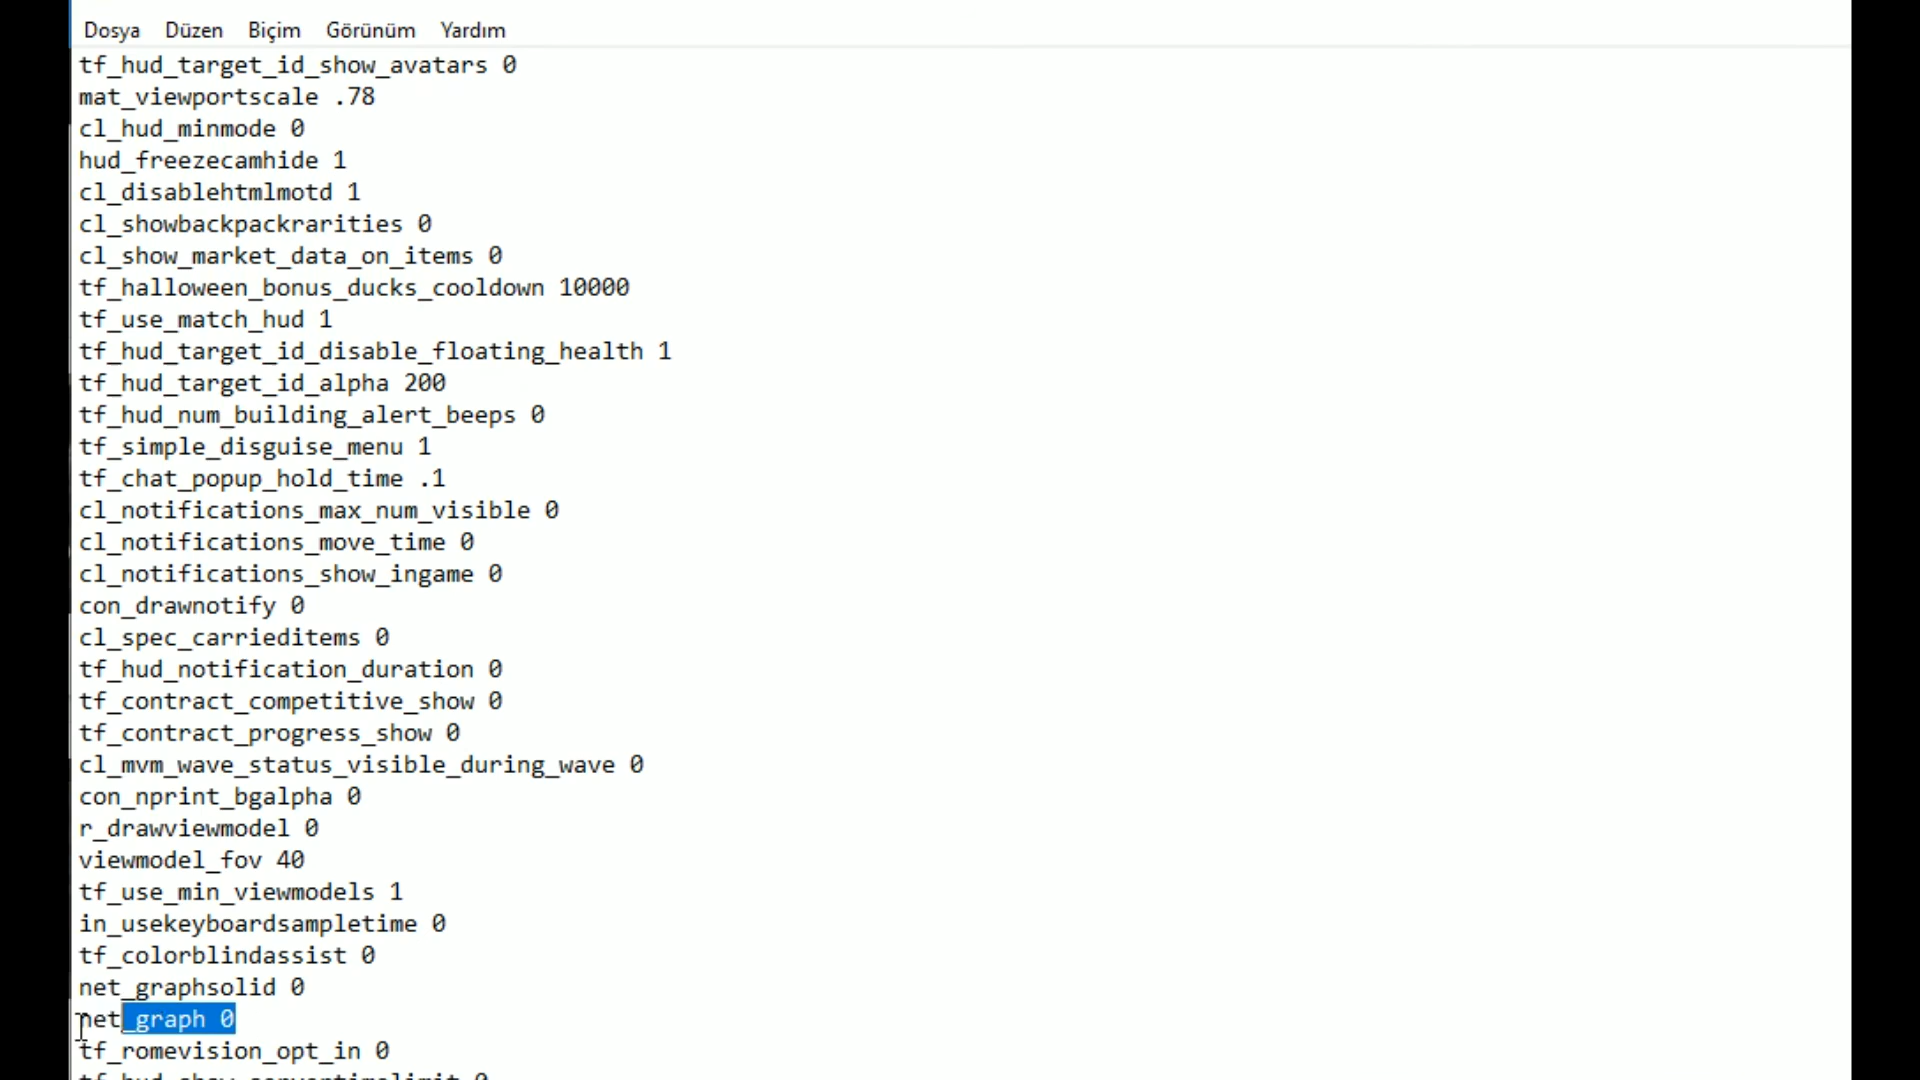 Dosya Düzen Biçim Görünüm Yardım
tf_hud_target_id_show_avatars 0
mat_viewportscale .78
cl_hud_minmode 0
hud_freezecamhide 1
cl_disablehtmlmotd 1
cl_showbackpackrarities 0
cl_show_market_data_on_items 0
tf_halloween_bonus_ducks_cooldown 10000
tf_use_match_hud 1
tf_hud_target_id_disable_floating_health 1
tf_hud_target_id_alpha 200
tf_hud_num_building_alert_beeps 0
tf_simple_disguise_menu 1
tf_chat_popup_hold_time .1
cl_notifications_max_num_visible 0
cl_notifications_move_time 0
cl_notifications_show_ingame 0
con_drawnotify 0
cl_spec_carrieditems 0
tf_hud_notification_duration 0
tf_contract_competitive_show 0
tf_contract_progress_show 0
cl_mvm_wave_status_visible_during_wave 0
con_nprint_bgalpha 0
r_drawviewmodel 0
viewmodel_fov 40
tf_use_min_viewmodels 1
in_usekeyboardsampletime 0
tf_colorblindassist 0
net_graphsolid 0
net_graph 0
tf_romevision_opt_in 0